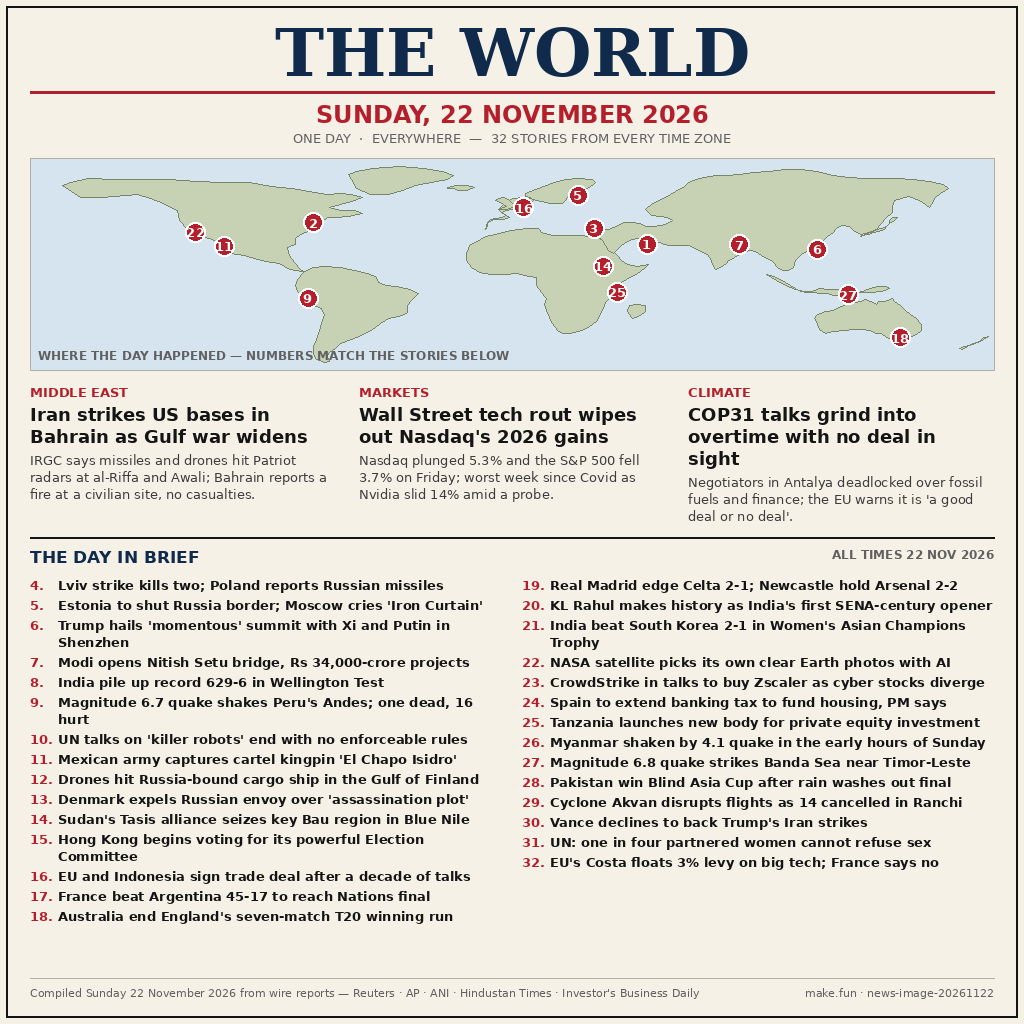 THE WORLD
SUNDAY, 22 NOVEMBER 2026
ONE DAY · EVERYWHERE — 32 STORIES FROM EVERY TIME ZONE
5
16
2
3
22
11
1
7
6
14
25
9
27
18
WHERE THE DAY HAPPENED — NUMBERS MATCH THE STORIES BELOW
MIDDLE EAST
Iran strikes US bases in
Bahrain as Gulf war widens
IRGC says missiles and drones hit Patriot
radars at al-Riffa and Awali; Bahrain reports a
fire at a civilian site, no casualties.
MARKETS
Wall Street tech rout wipes
out Nasdaq's 2026 gains
Nasdaq plunged 5.3% and the S&P 500 fell
3.7% on Friday; worst week since Covid as
Nvidia slid 14% amid a probe.
CLIMATE
COP31 talks grind into
overtime with no deal in
sight
Negotiators in Antalya deadlocked over fossil
fuels and finance; the EU warns it is 'a good
deal or no deal'.
THE DAY IN BRIEF
ALL TIMES 22 NOV 2026
4. Lviv strike kills two; Poland reports Russian missiles
5. Estonia to shut Russia border; Moscow cries 'Iron Curtain'
6. Trump hails 'momentous' summit with Xi and Putin in
Shenzhen
7. Modi opens Nitish Setu bridge, Rs 34,000-crore projects
8. India pile up record 629-6 in Wellington Test
9. Magnitude 6.7 quake shakes Peru's Andes; one dead, 16
hurt
10. UN talks on 'killer robots' end with no enforceable rules
11. Mexican army captures cartel kingpin 'El Chapo Isidro'
12. Drones hit Russia-bound cargo ship in the Gulf of Finland
13. Denmark expels Russian envoy over 'assassination plot'
14. Sudan's Tasis alliance seizes key Bau region in Blue Nile
15. Hong Kong begins voting for its powerful Election
Committee
16. EU and Indonesia sign trade deal after a decade of talks
17. France beat Argentina 45-17 to reach Nations final
18. Australia end England's seven-match T20 winning run
19. Real Madrid edge Celta 2-1; Newcastle hold Arsenal 2-2
20. KL Rahul makes history as India's first SENA-century opener
21. India beat South Korea 2-1 in Women's Asian Champions
Trophy
22. NASA satellite picks its own clear Earth photos with AI
23. CrowdStrike in talks to buy Zscaler as cyber stocks diverge
24. Spain to extend banking tax to fund housing, PM says
25. Tanzania launches new body for private equity investment
26. Myanmar shaken by 4.1 quake in the early hours of Sunday
27. Magnitude 6.8 quake strikes Banda Sea near Timor-Leste
28. Pakistan win Blind Asia Cup after rain washes out final
29. Cyclone Akvan disrupts flights as 14 cancelled in Ranchi
30. Vance declines to back Trump's Iran strikes
31. UN: one in four partnered women cannot refuse sex
32. EU's Costa floats 3% levy on big tech; France says no
Compiled Sunday 22 November 2026 from wire reports — Reuters · AP · ANI · Hindustan Times · Investor's Business Daily
make.fun · news-image-20261122